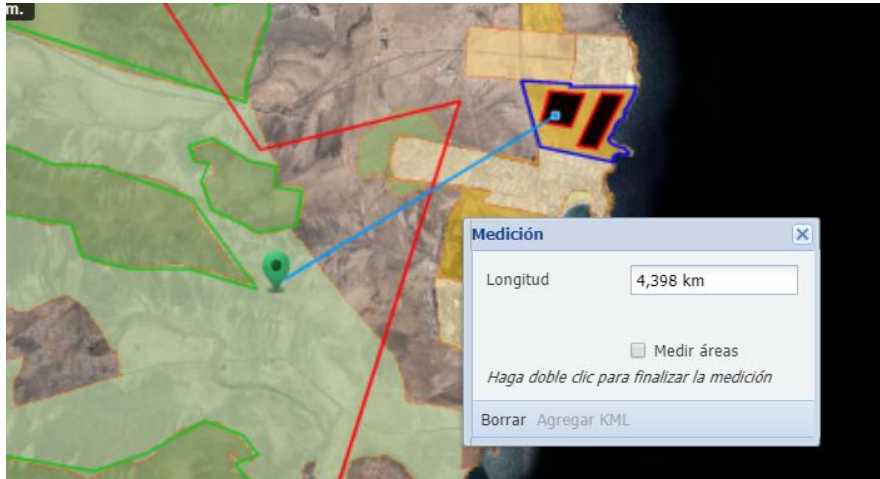 m.
Medición
Longitud 4,398 km
Medir áreas
Haga doble clic para finalizar la medición
Borrar Agregar KML